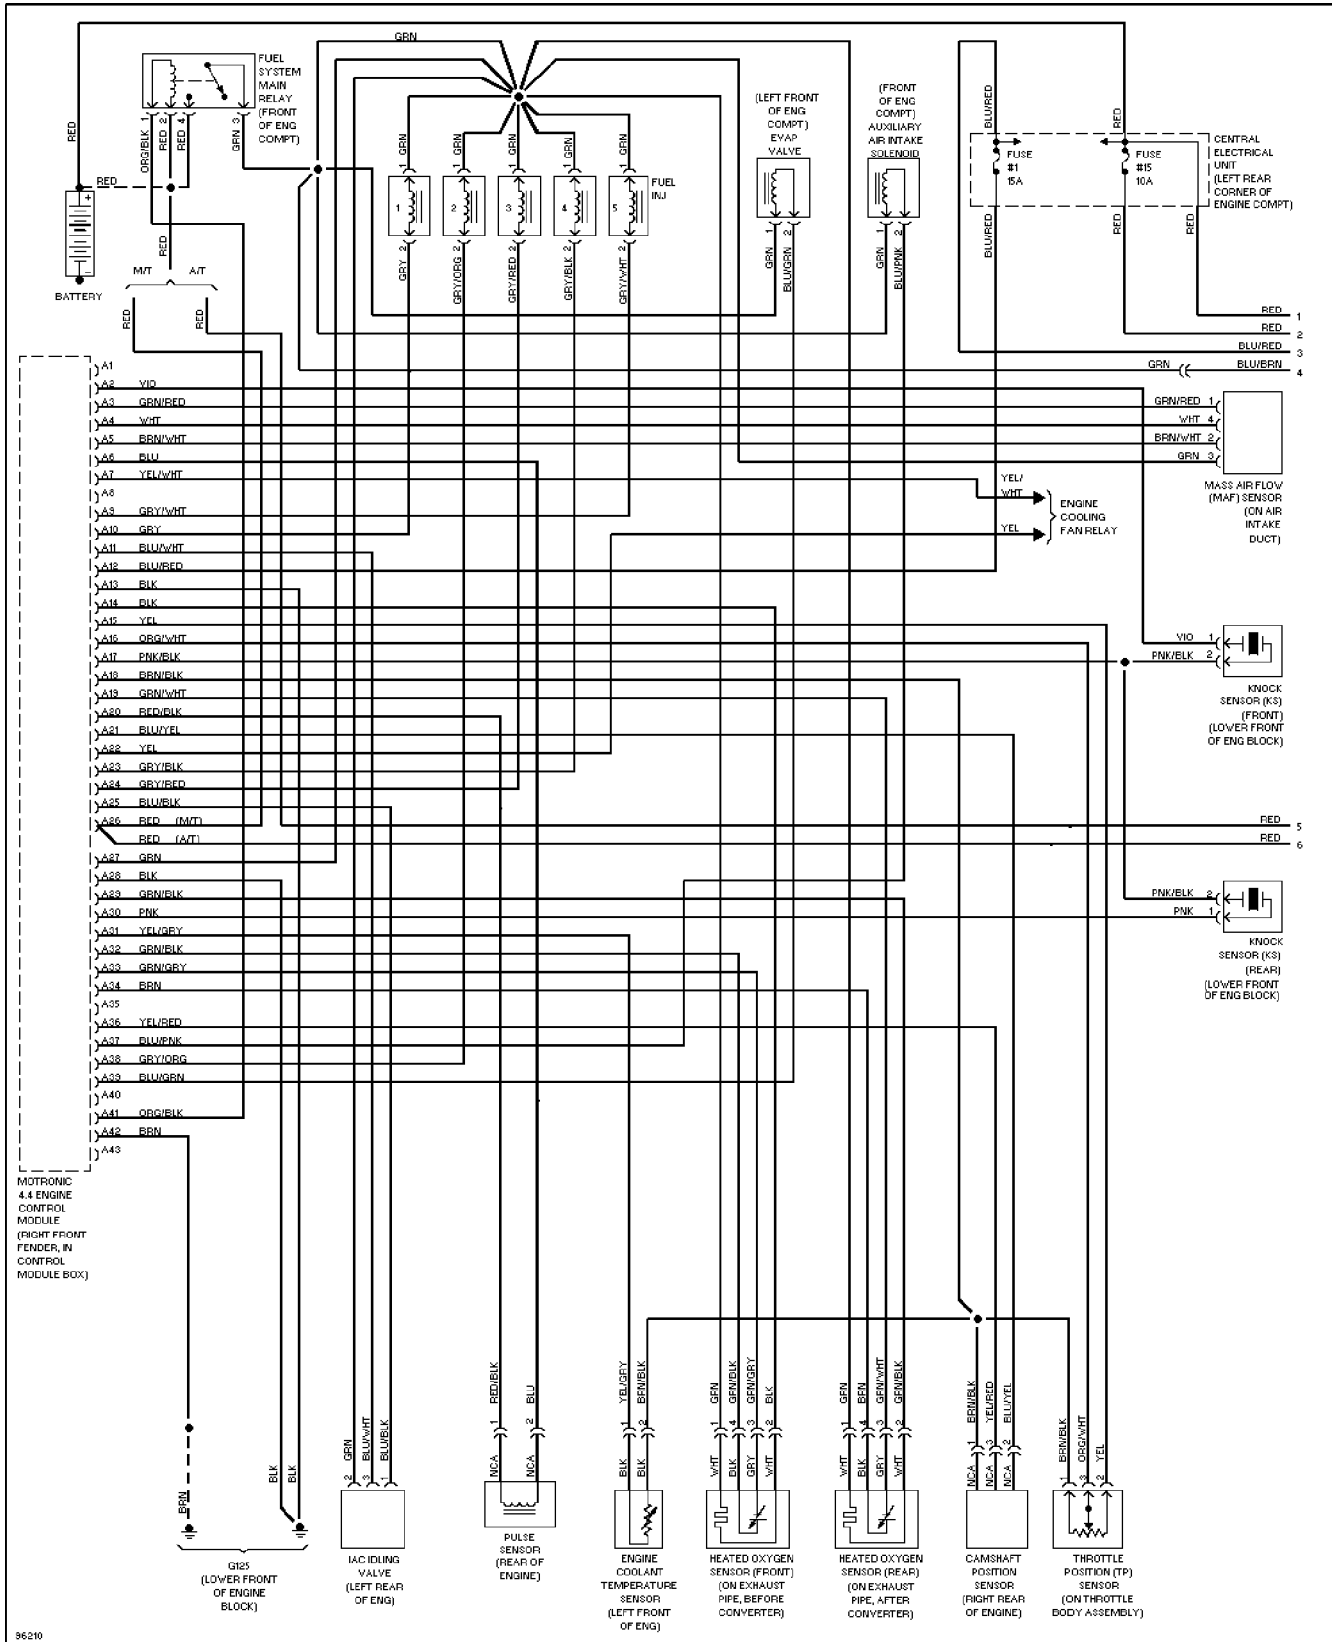 GRN
FUEL
SYSTEM
MAIN
RELAY
(FRONT
OF ENG
COMPT)
RED
ORG/BLK 1
RED 2
RED 4
GRN 3
RED
RED
BATTERY
M/T A/T
RED
RED
1 GRN
1 GRN
1 GRN
1 GRN
1 GRN
FUEL
INJ
1
2
3
4
5
GRY 2
GRY/ORG 2
GRY/RED 2
GRY/BLK 2
GRY/WHT 2
(LEFT FRONT
OF ENG
COMPT)
EVAP
VALVE
GRN 1
BLU/GRN 2
(FRONT
OF ENG
COMPT)
AUXILIARY
AIR INTAKE
SOLENOID
GRN 1
BLU/PNK 2
BLU/RED
RED
FUSE
#1
15A
FUSE
#15
10A
CENTRAL
ELECTRICAL
UNIT
(LEFT REAR
CORNER OF
ENGINE COMPT)
BLU/RED
RED
RED
RED 1
RED 2
BLU/RED 3
GRN BLU/BRN 4
A1
A2 VIO
A3 GRN/RED
A4 WHT
A5 BRN/WHT
A6 BLU
A7 YEL/WHT
A8
A9 GRY/WHT
A10 GRY
A11 BLU/WHT
A12 BLU/RED
A13 BLK
A14 BLK
A15 YEL
A16 ORG/WHT
A17 PNK/BLK
A18 BRN/BLK
A19 GRN/WHT
A20 RED/BLK
A21 BLU/YEL
A22 YEL
A23 GRY/BLK
A24 GRY/RED
A25 BLU/BLK
A26 RED (M/T)
RED (A/T)
A27 GRN
A28 BLK
A29 GRN/BLK
A30 PNK
A31 YEL/GRY
A32 GRN/BLK
A33 GRN/GRY
A34 BRN
A35
A36 YEL/RED
A37 BLU/PNK
A38 GRY/ORG
A39 BLU/GRN
A40
A41 ORG/BLK
A42 BRN
A43
MOTRONIC
4.4 ENGINE
CONTROL
MODULE
(RIGHT FRONT
FENDER, IN
CONTROL
MODULE BOX)
GRN/RED 1
WHT 4
BRN/WHT 2
GRN 3
MASS AIR FLOW
(MAF) SENSOR
(ON AIR
INTAKE
DUCT)
YEL/
WHT
YEL
ENGINE
COOLING
FAN RELAY
VIO 1
PNK/BLK 2
KNOCK
SENSOR (KS)
(FRONT)
(LOWER FRONT
OF ENG BLOCK)
RED 5
RED 6
PNK/BLK 2
PNK 1
KNOCK
SENSOR (KS)
(REAR)
(LOWER FRONT
OF ENG BLOCK)
BRN
BLK
BLK
G125
(LOWER FRONT
OF ENGINE
BLOCK)
2 GRN
3 BLU/WHT
1 BLU/BLK
IAC IDLING
VALVE
(LEFT REAR
OF ENG)
RED/BLK
BLU
1
2
NCA
NCA
PULSE
SENSOR
(REAR OF
ENGINE)
YEL/GRY
BRN/BLK
1
2
BLK
BLK
ENGINE
COOLANT
TEMPERATURE
SENSOR
(LEFT FRONT
OF ENG)
GRN
GRN/BLK
GRN/GRY
BLK
1
4
3
2
WHT
BLK
GRY
WHT
HEATED OXYGEN
SENSOR (FRONT)
(ON EXHAUST
PIPE, BEFORE
CONVERTER)
GRN
BRN
GRN/WHT
GRN/BLK
1
4
3
2
WHT
BLK
GRY
WHT
HEATED OXYGEN
SENSOR (REAR)
(ON EXHAUST
PIPE, AFTER
CONVERTER)
BRN/BLK
YEL/RED
BLU/YEL
1
3
2
NCA
NCA
NCA
CAMSHAFT
POSITION
SENSOR
(RIGHT REAR
OF ENGINE)
1 BRN/BLK
3 ORG/WHT
2 YEL
THROTTLE
POSITION (TP)
SENSOR
(ON THROTTLE
BODY ASSEMBLY)
96210